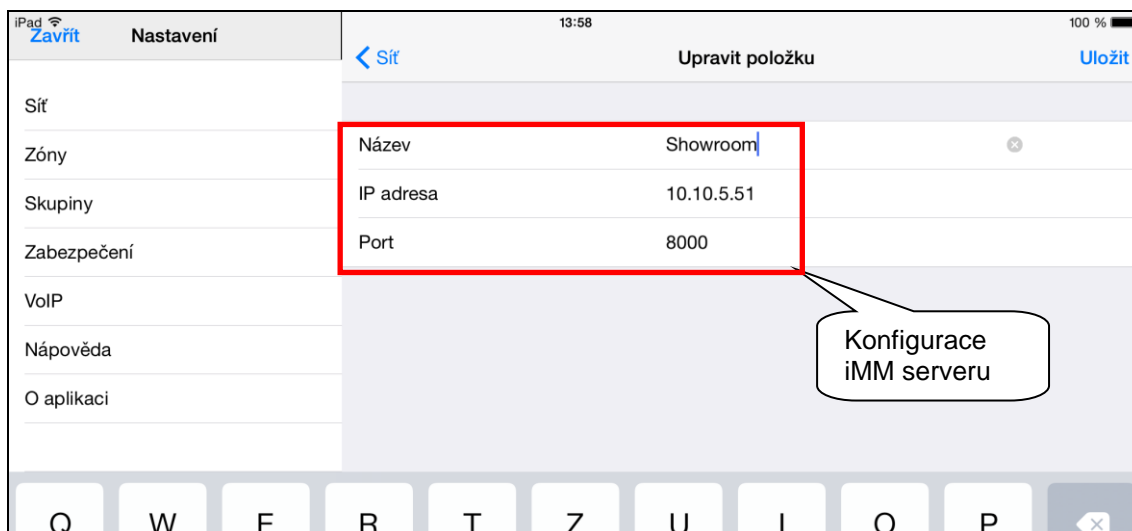 iPad 13:58 100 %
Zavřít Nastavení
Síť Upravit položku Uložit
Síť
Zóny
Skupiny
Zabezpečení
VoIP
Nápověda
O aplikaci
Název Showroom
IP adresa 10.10.5.51
Port 8000
Konfigurace
iMM serveru
Q W E R T Z U I O P